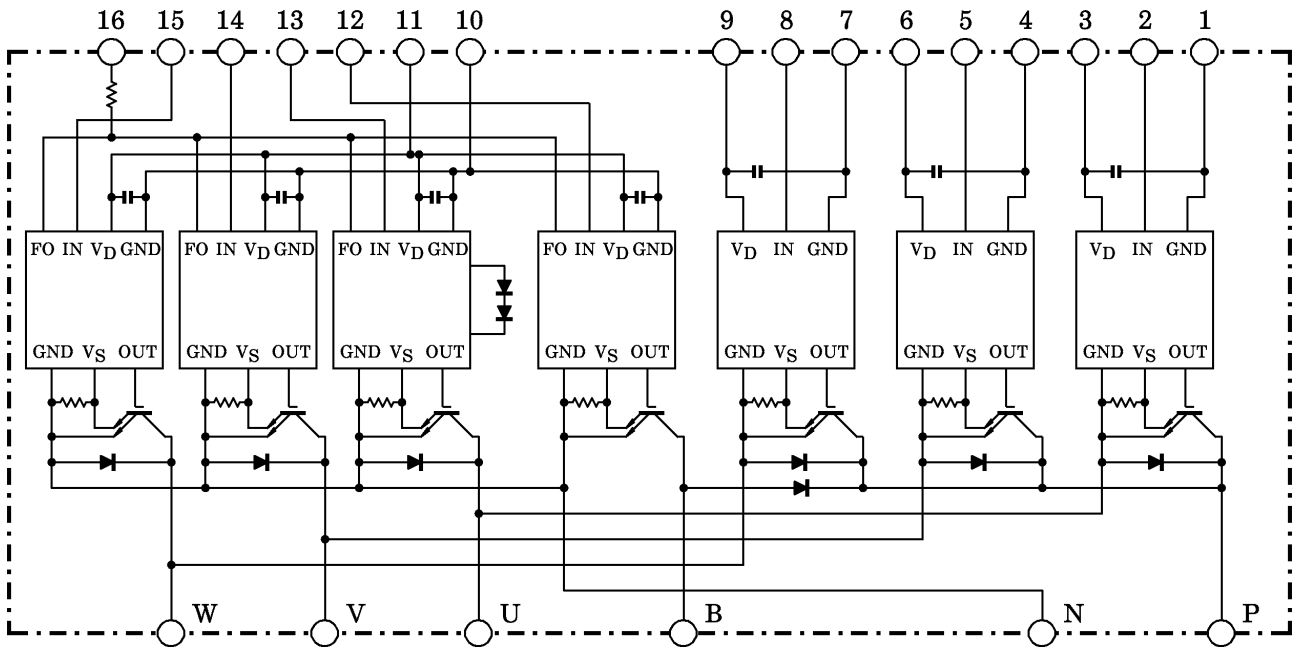 16 15 14 13 12 11 10 9 8 7 6 5 4 3 2 1
FO IN VD GND FO IN VD GND FO IN VD GND FO IN VD GND VD IN GND VD IN GND VD IN GND
GND VS OUT GND VS OUT GND VS OUT GND VS OUT GND VS OUT GND VS OUT GND VS OUT
W V U B N P